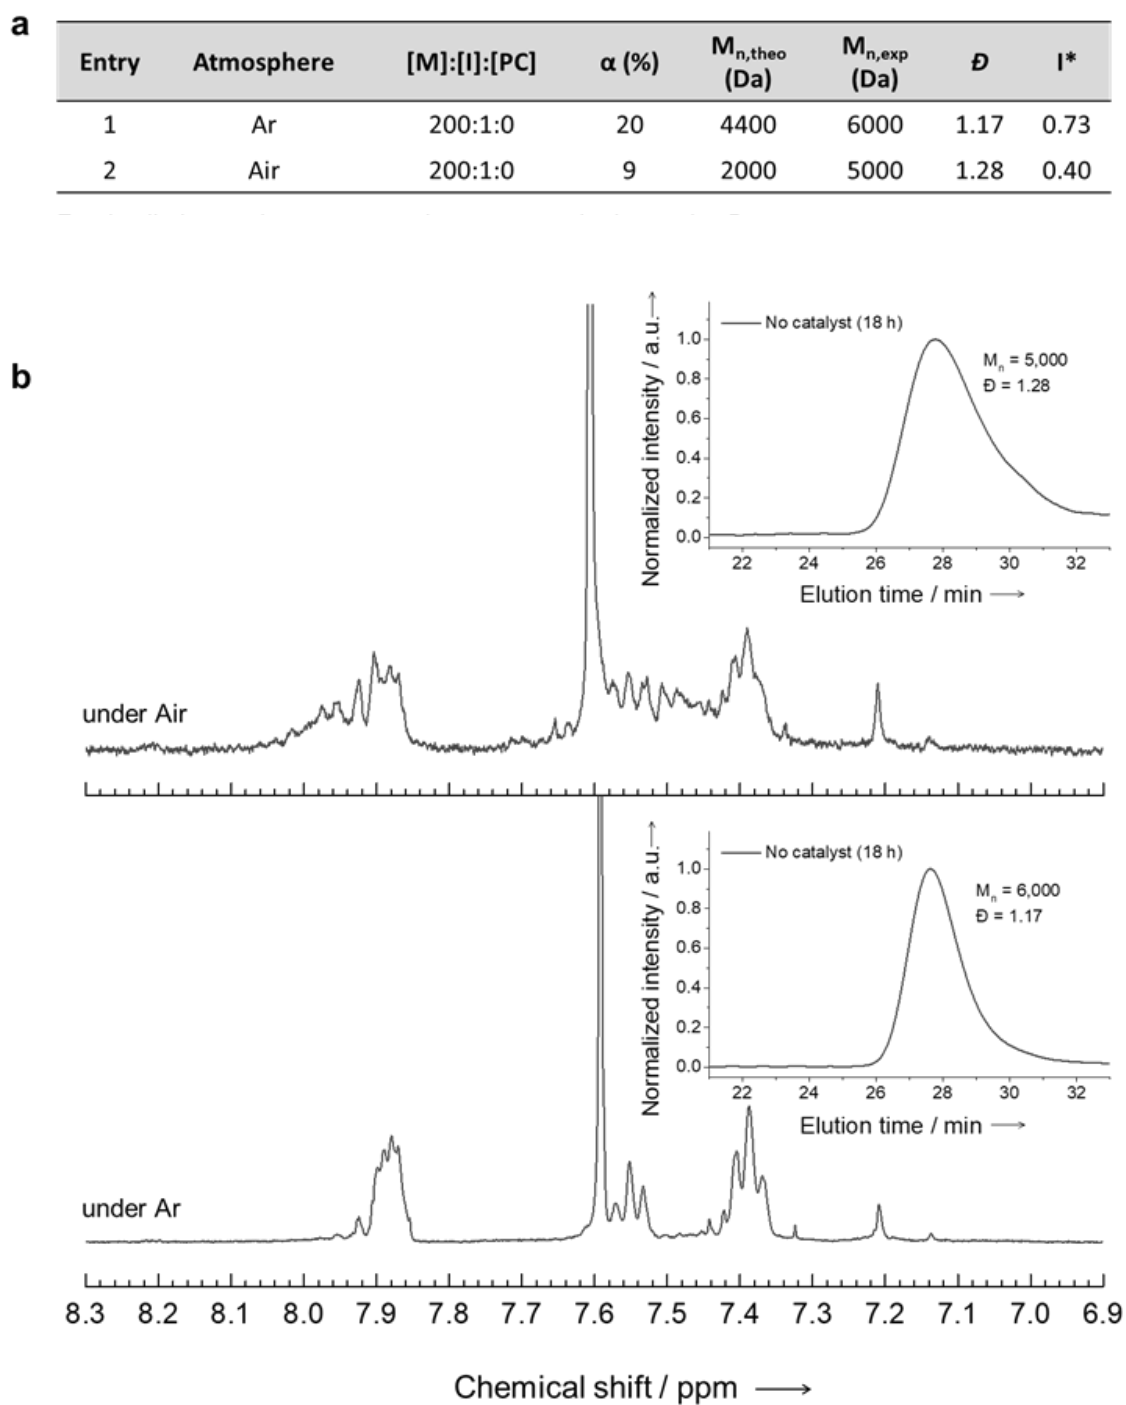 a
Entry Atmosphere [M]:[I]:[PC] α (%) Mn,theo (Da) Mn,exp (Da) Đ I*
1 Ar 200:1:0 20 4400 6000 1.17 0.73
2 Air 200:1:0 9 2000 5000 1.28 0.40
b
under Air
Normalized intensity / a.u.
No catalyst (18 h)
Mn = 5,000
Đ = 1.28
1.0
0.8
0.6
0.4
0.2
0.0
22 24 26 28 30 32
Elution time / min
under Ar
Normalized intensity / a.u.
No catalyst (18 h)
Mn = 6,000
Đ = 1.17
1.0
0.8
0.6
0.4
0.2
0.0
22 24 26 28 30 32
Elution time / min
8.3 8.2 8.1 8.0 7.9 7.8 7.7 7.6 7.5 7.4 7.3 7.2 7.1 7.0 6.9
Chemical shift / ppm